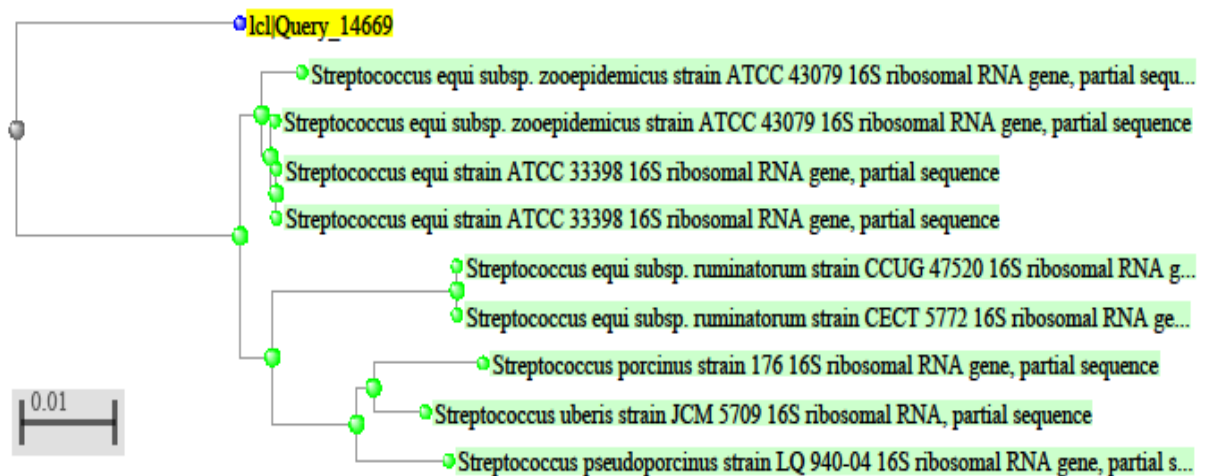 lcl|Query_14669
Streptococcus equi subsp. zooepidemicus strain ATCC 43079 16S ribosomal RNA gene, partial sequ...
Streptococcus equi subsp. zooepidemicus strain ATCC 43079 16S ribosomal RNA gene, partial sequence
Streptococcus equi strain ATCC 33398 16S ribosomal RNA gene, partial sequence
Streptococcus equi strain ATCC 33398 16S ribosomal RNA gene, partial sequence
Streptococcus equi subsp. ruminatorum strain CCUG 47520 16S ribosomal RNA g...
Streptococcus equi subsp. ruminatorum strain CECT 5772 16S ribosomal RNA ge...
Streptococcus porcinus strain 176 16S ribosomal RNA gene, partial sequence
0.01
Streptococcus uberis strain JCM 5709 16S ribosomal RNA, partial sequence
Streptococcus pseudoporcinus strain LQ 940-04 16S ribosomal RNA gene, partial s...